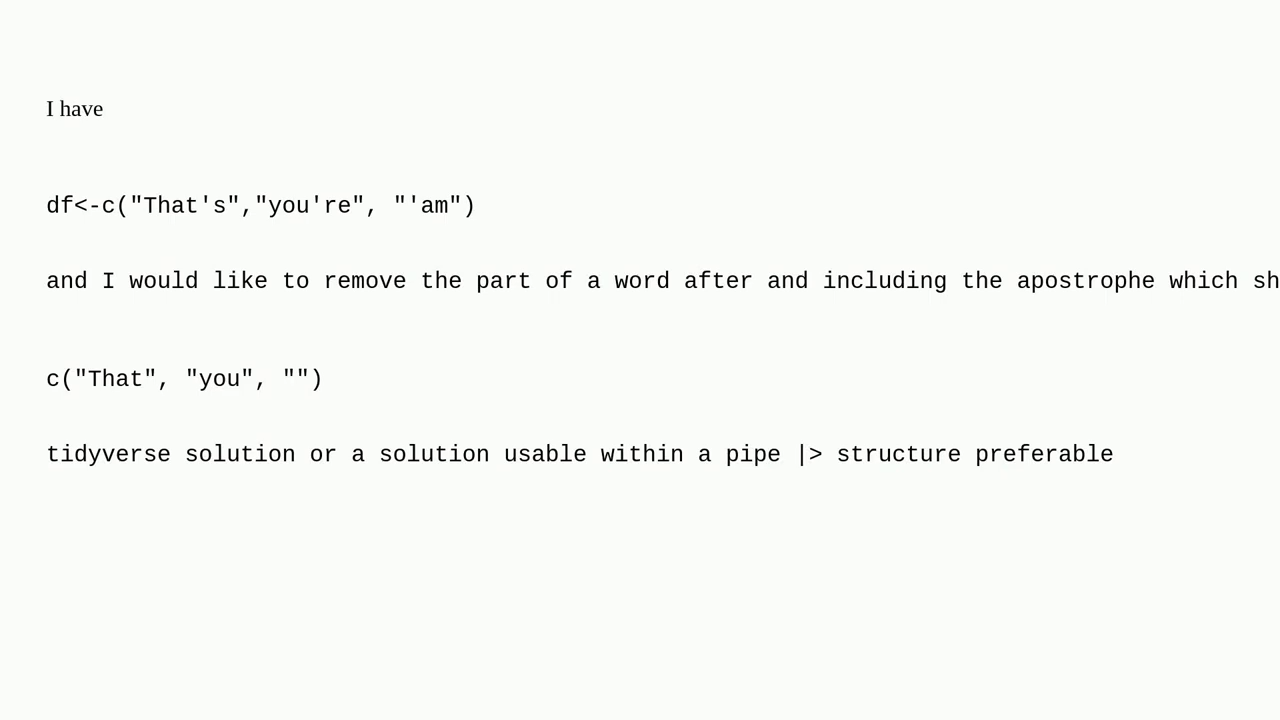 I have
df<-c("That's","you're", "'am")
and I would like to remove the part of a word after and including the apostrophe which
c("That", "you", "")
tidyverse solution or a solution usable within a pipe |> structure preferable